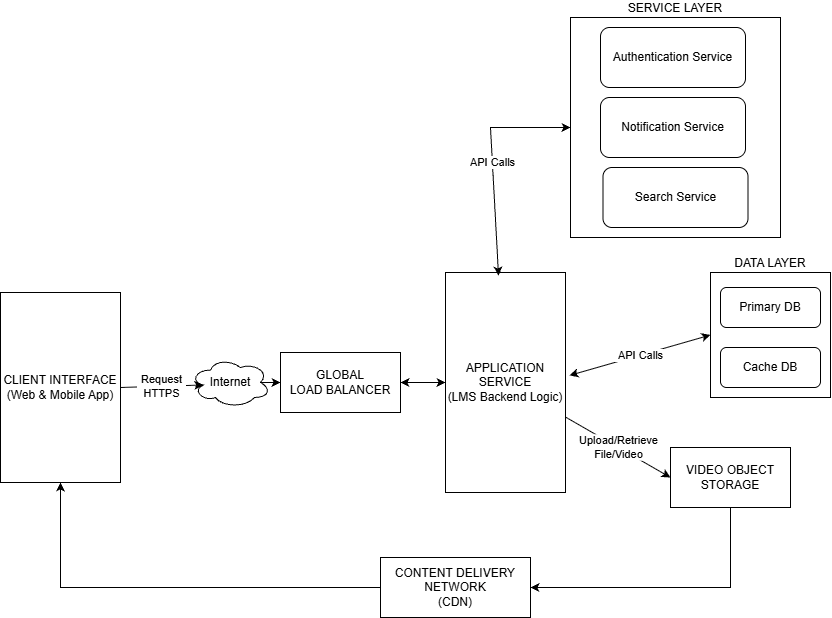 SERVICE LAYER
Authentication Service
Notification Service
Search Service
API Calls
DATA LAYER
Primary DB
Cache DB
API Calls
CLIENT INTERFACE
(Web & Mobile App)
Request
HTTPS
Internet
GLOBAL
LOAD BALANCER
APPLICATION
SERVICE
(LMS Backend Logic)
Upload/Retrieve
File/Video
VIDEO OBJECT
STORAGE
CONTENT DELIVERY
NETWORK
(CDN)